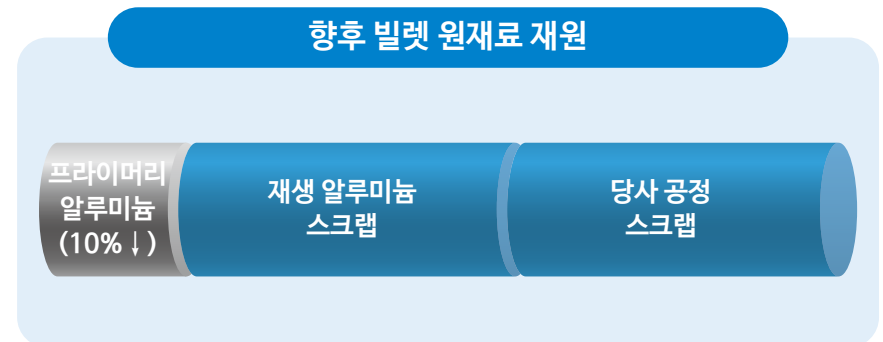 향후 빌렛 원재료 재원
프라이머리
알루미늄
(10%↓)
재생 알루미늄
스크랩
당사 공정
스크랩